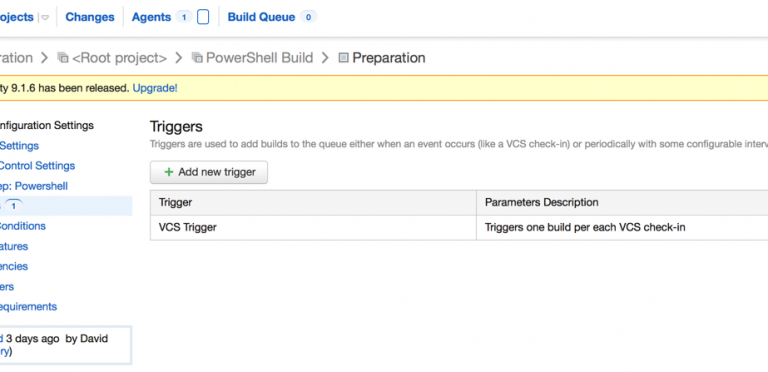 ojects Changes Agents 1 Build Queue 0
ration > <Root project> > PowerShell Build > Preparation
ty 9.1.6 has been released. Upgrade!
nfiguration Settings
Settings
Control Settings
ep: Powershell
s 1
Conditions
atures
encies
ers
equirements
d 3 days ago by David
ry)
Triggers
Triggers are used to add builds to the queue either when an event occurs (like a VCS check-in) or periodically with some configurable interv
+ Add new trigger
Trigger Parameters Description
VCS Trigger Triggers one build per each VCS check-in